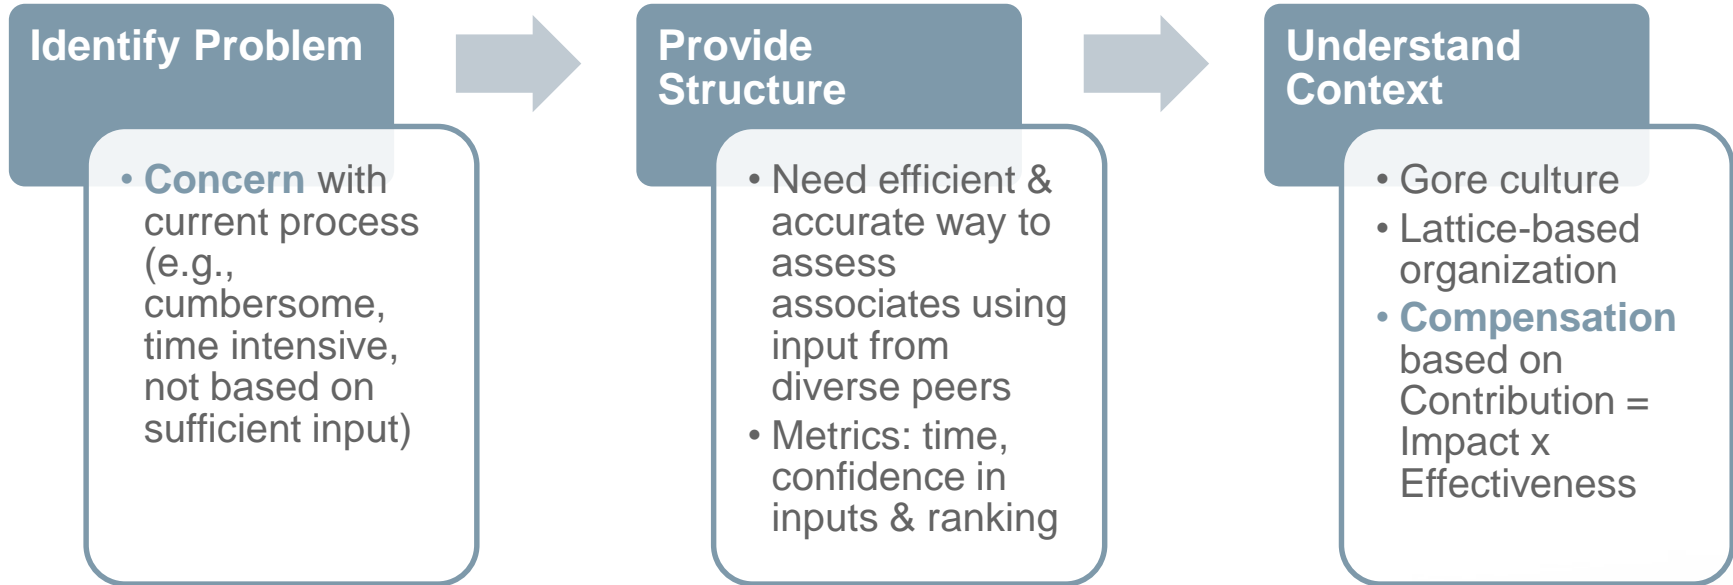 Identify Problem
• Concern with
current process
(e.g.,
cumbersome,
time intensive,
not based on
sufficient input)
Provide
Structure
• Need efficient &
accurate way to
assess
associates using
input from
diverse peers
• Metrics: time,
confidence in
inputs & ranking
Understand
Context
• Gore culture
• Lattice-based
organization
• Compensation
based on
Contribution =
Impact x
Effectiveness